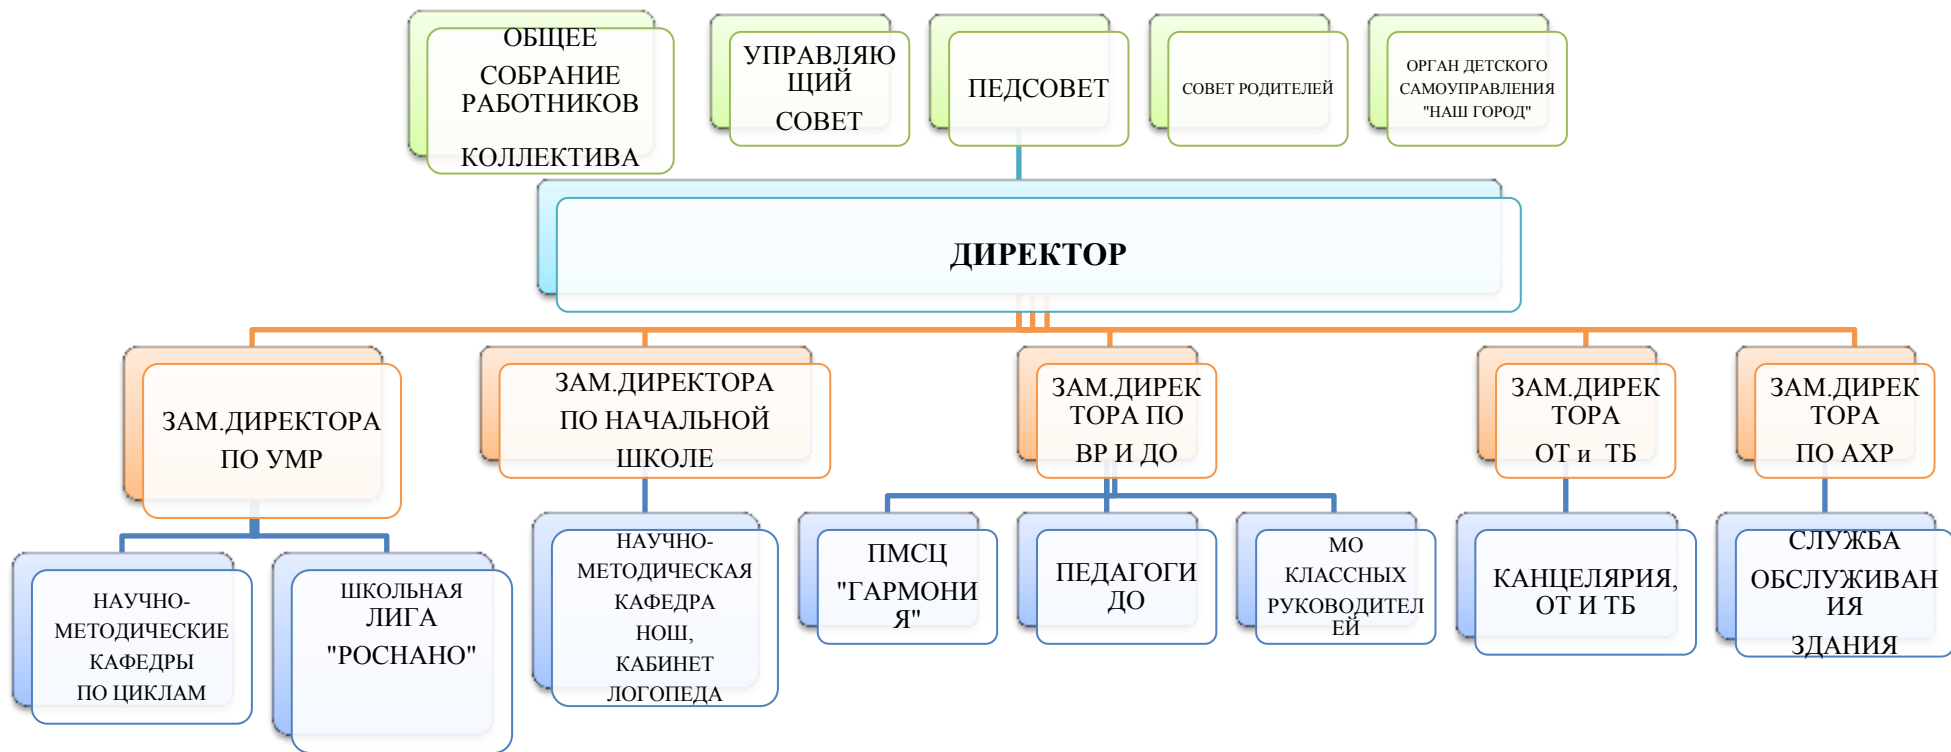 ОБЩЕЕ
СОБРАНИЕ
РАБОТНИКОВ
КОЛЛЕКТИВА
УПРАВЛЯЮ
ЩИЙ
СОВЕТ
ПЕДСОВЕТ
СОВЕТ РОДИТЕЛЕЙ
ОРГАН ДЕТСКОГО
САМОУПРАВЛЕНИЯ
"НАШ ГОРОД"
ДИРЕКТОР
ЗАМ.ДИРЕКТОРА
ПО УМР
ЗАМ.ДИРЕКТОРА
ПО НАЧАЛЬНОЙ
ШКОЛЕ
ЗАМ.ДИРЕК
ТОРА ПО
ВР И ДО
ЗАМ.ДИРЕК
ТОРА
ОТ и ТБ
ЗАМ.ДИРЕК
ТОРА
ПО АХР
НАУЧНО-
МЕТОДИЧЕСКИЕ
КАФЕДРЫ
ПО ЦИКЛАМ
ШКОЛЬНАЯ
ЛИГА
"РОСНАНО"
НАУЧНО-
МЕТОДИЧЕСКАЯ
КАФЕДРА
НОШ,
КАБИНЕТ
ЛОГОПЕДА
ПМСЦ
"ГАРМОНИ
Я"
ПЕДАГОГИ
ДО
МО
КЛАССНЫХ
РУКОВОДИТЕЛ
ЕЙ
КАНЦЕЛЯРИЯ,
ОТ И ТБ
СЛУЖБА
ОБСЛУЖИВАН
ИЯ
ЗДАНИЯ